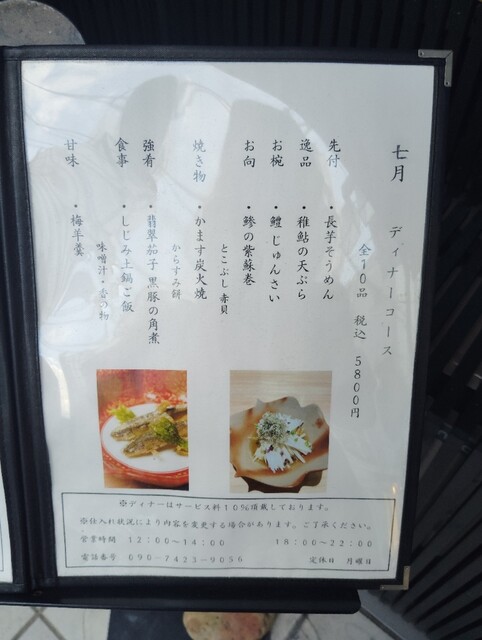 七月　ディナーコース
全10品　税込　5800円
先付　・長芋そうめん
逸品　・稚鮎の天ぷら
お椀　・鱧じゅんさい
お向　・鯵の紫蘇巻
とこぶし 赤貝
焼き物　・かます炭火焼
からすみ餅
強肴　・翡翠茄子 黒豚の角煮
食事　・しじみ土鍋ご飯
味噌汁・香の物
甘味　・梅羊羹
※ディナーはサービス料10%頂戴しております。
※仕入れ状況により内容を変更する場合があります。ご了承ください。
営業時間　12:00～14:00　18:00～22:00
電話番号　090-7423-9056　定休日　月曜日